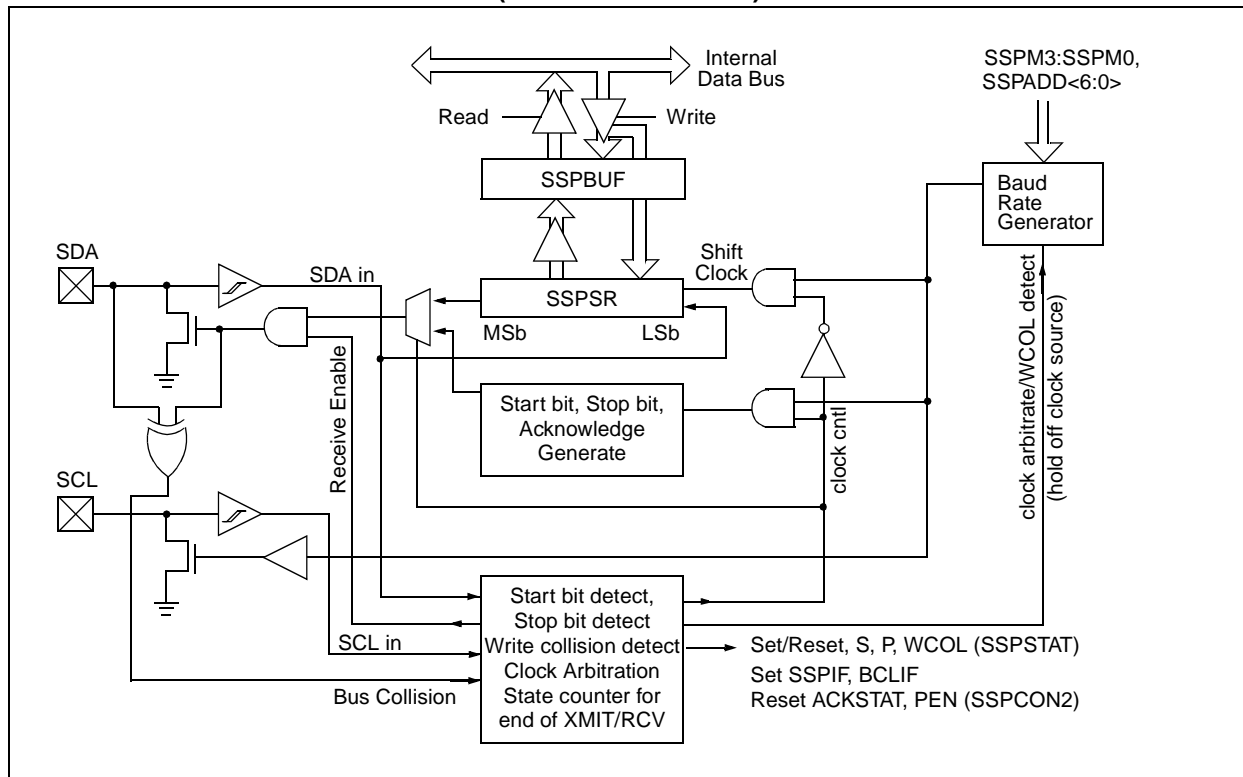 Internal
Data Bus
SSPM3:SSPM0,
SSPADD<6:0>
Read
Write
SSPBUF
Baud
Rate
Generator
SDA
SDA in
Shift
Clock
SSPSR
MSb
LSb
Receive Enable
Start bit, Stop bit,
Acknowledge
Generate
clock cntl
clock arbitrate/WCOL detect
(hold off clock source)
SCL
SCL in
Bus Collision
Start bit detect,
Stop bit detect
Write collision detect
Clock Arbitration
State counter for
end of XMIT/RCV
Set/Reset, S, P, WCOL (SSPSTAT)
Set SSPIF, BCLIF
Reset ACKSTAT, PEN (SSPCON2)